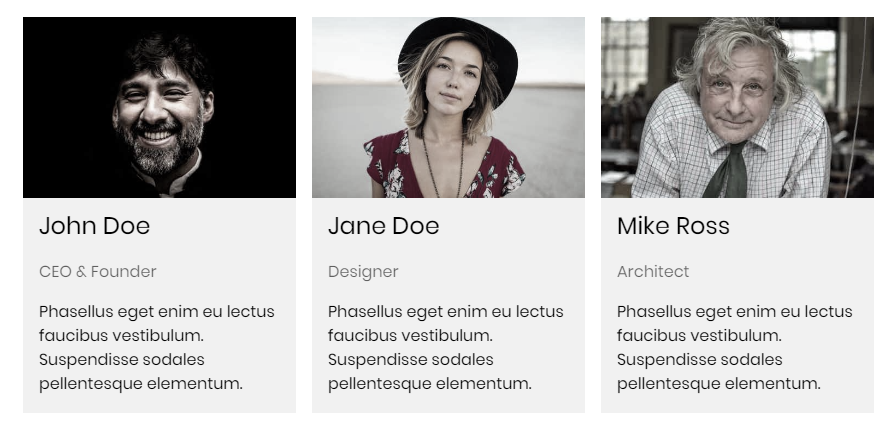 John Doe
CEO & Founder
Phasellus eget enim eu lectus
faucibus vestibulum.
Suspendisse sodales
pellentesque elementum.
Jane Doe
Designer
Phasellus eget enim eu lectus
faucibus vestibulum.
Suspendisse sodales
pellentesque elementum.
Mike Ross
Architect
Phasellus eget enim eu lectus
faucibus vestibulum.
Suspendisse sodales
pellentesque elementum.